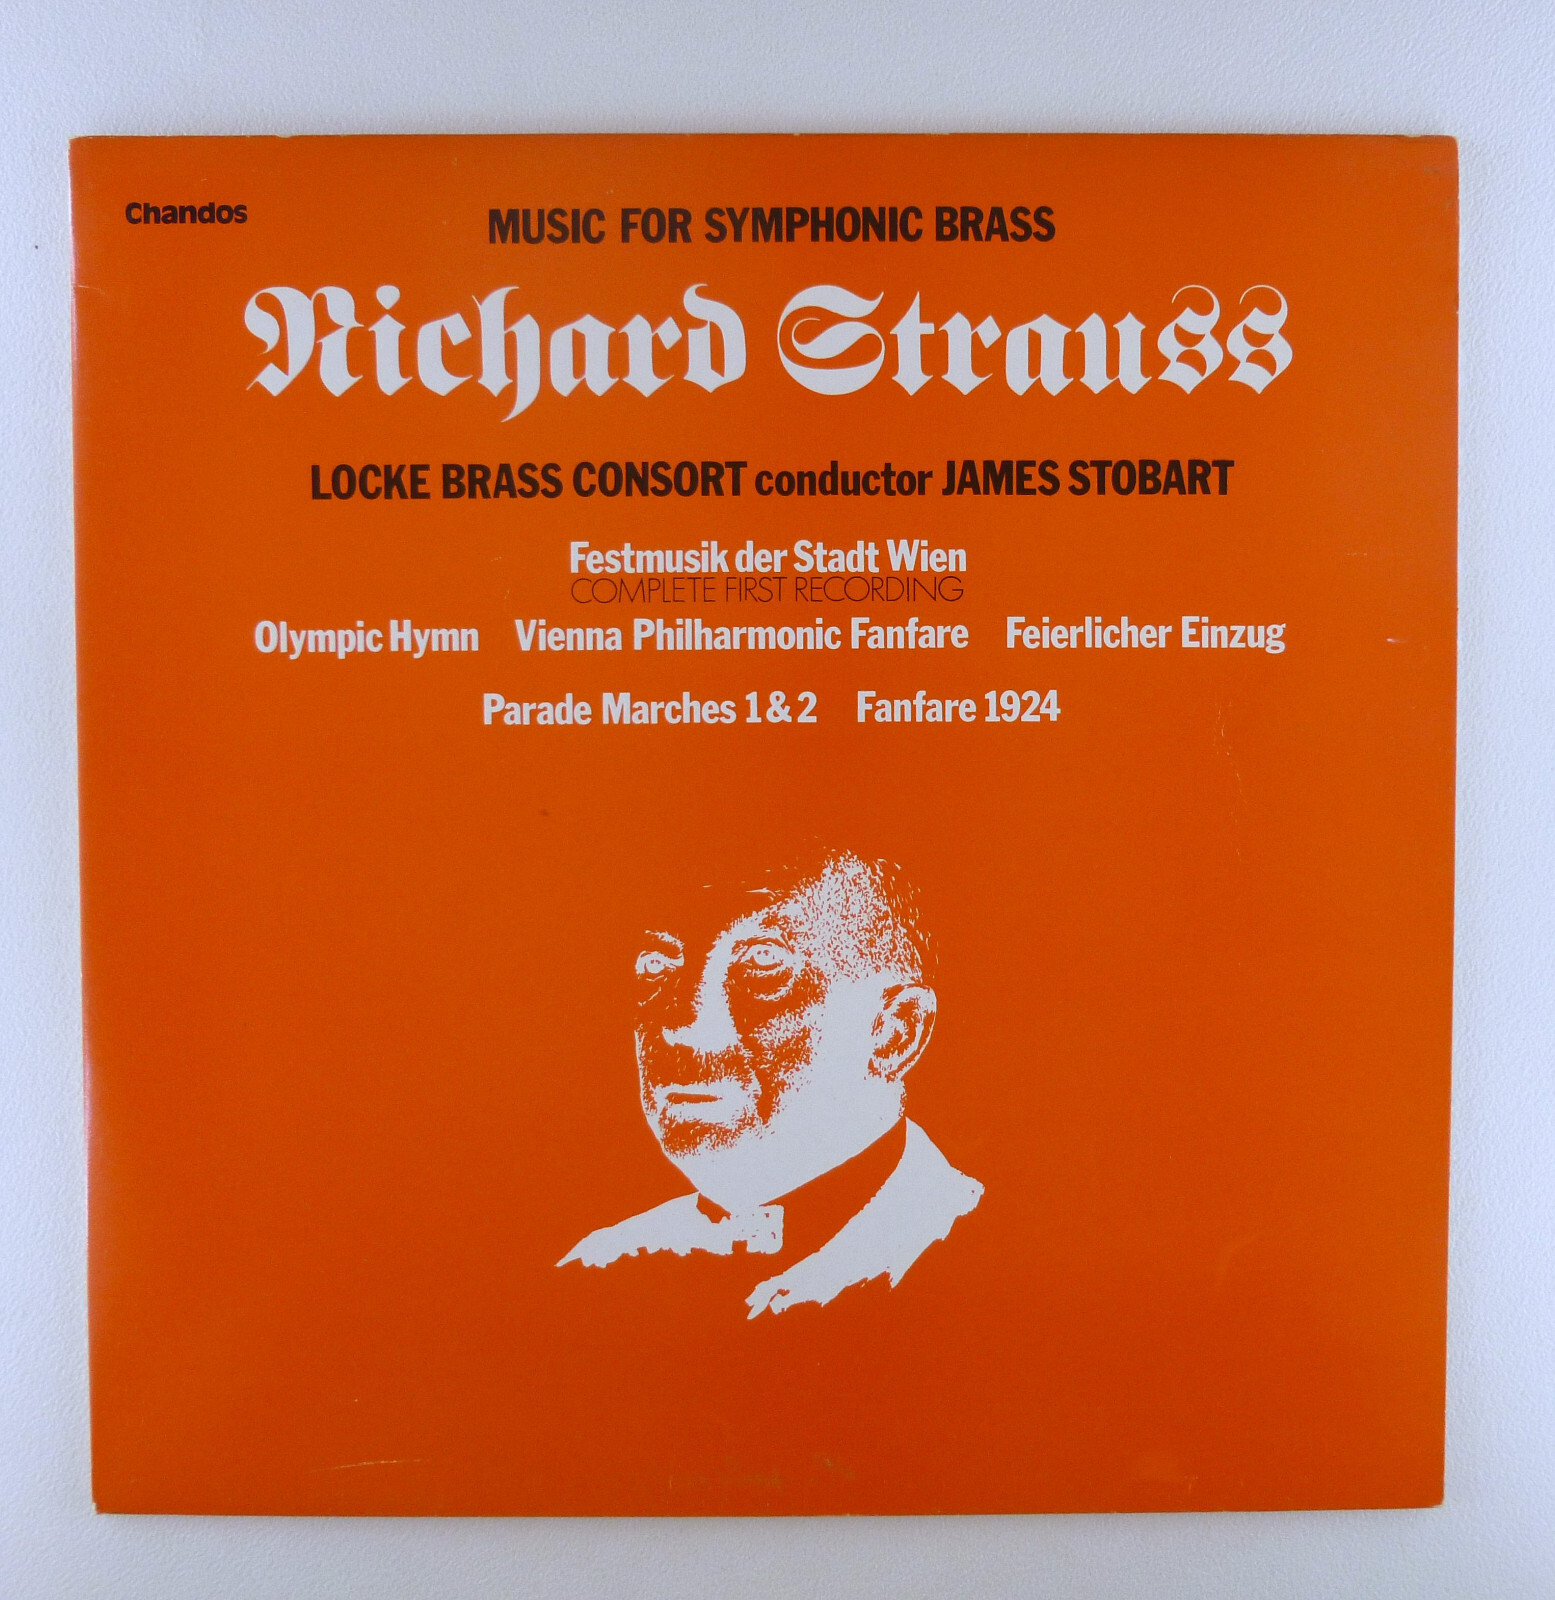 Chandos
MUSIC FOR SYMPHONIC BRASS
Richard Strauss
LOCKE BRASS CONSORT conductor JAMES STOBART
Festmusik der Stadt Wien
COMPLETE FIRST RECORDING
Olympic Hymn Vienna Philharmonic Fanfare Feierlicher Einzug
Parade Marches 1 & 2 Fanfare 1924